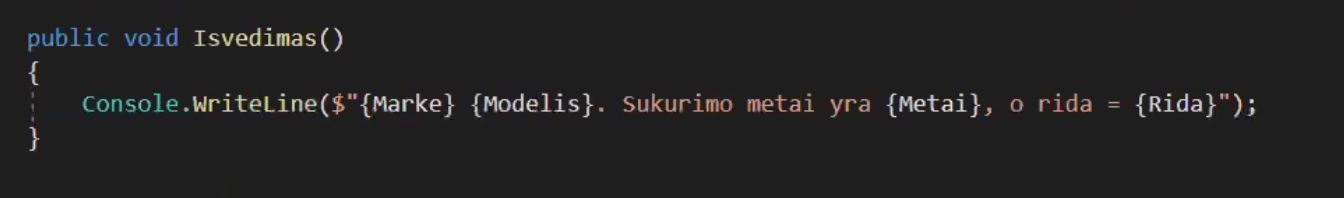 public void Isvedimas()
{
Console.WriteLine($"{Marke} {Modelis}. Sukurimo metai yra {Metai}, o rida = {Rida}");
}